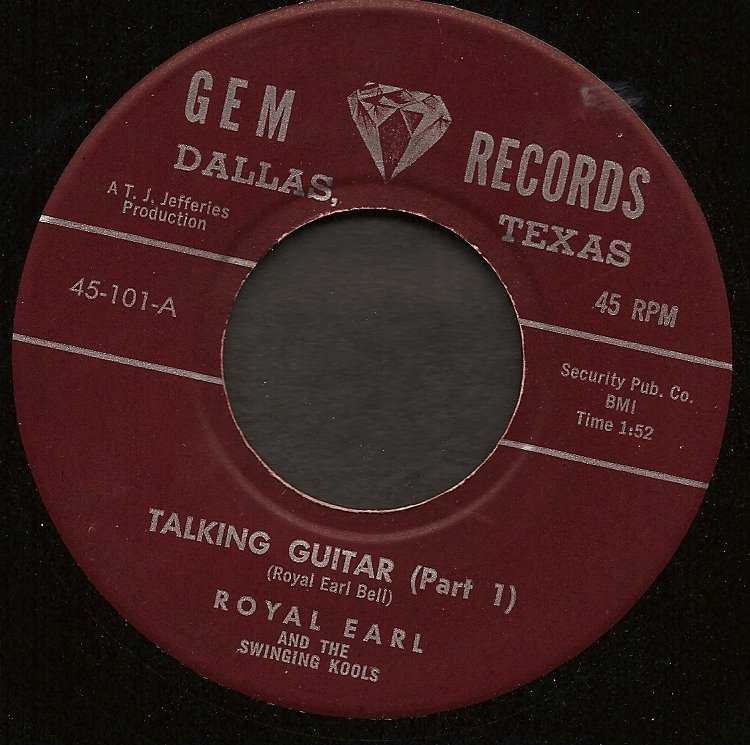 GEM RECORDS
DALLAS, TEXAS
A T. J. Jefferies
Production
45-101-A
45 RPM
Security Pub. Co.
BMI
Time 1:52
TALKING GUITAR (Part 1)
(Royal Earl Bell)
ROYAL EARL
AND THE
SWINGING KOOLS